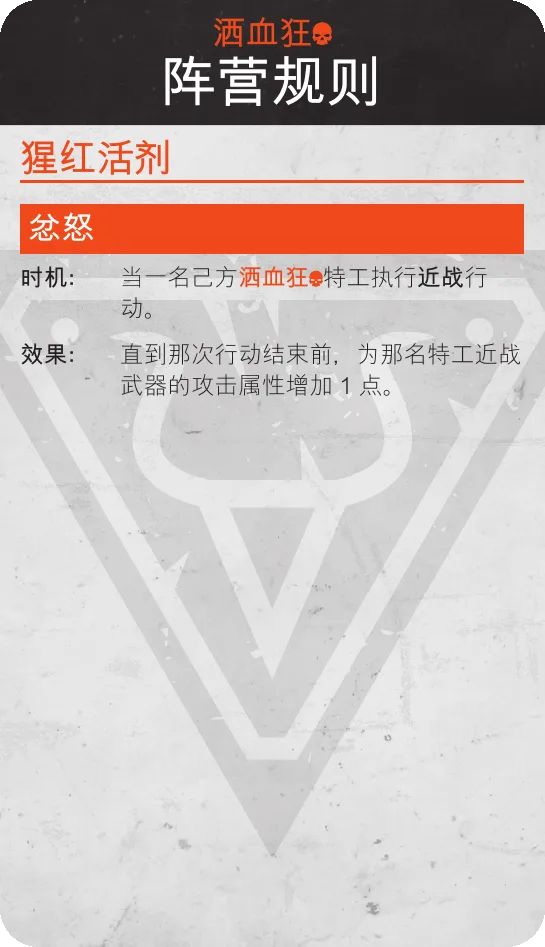 洒血狂
阵营规则
猩红活剂
忿怒
时机: 当一名己方洒血狂特工执行近战行
动。
效果: 直到那次行动结束前，为那名特工近战
武器的攻击属性增加 1 点。